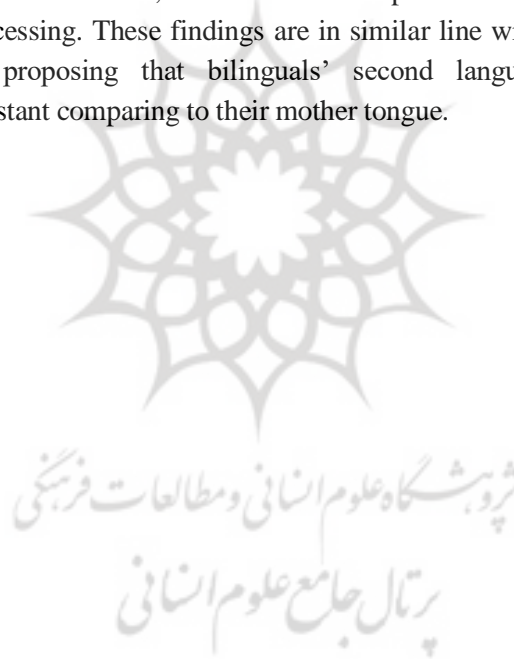 cessing. These findings are in similar line wi
proposing that bilinguals’ second langu
stant comparing to their mother tongue.
پژوهشگاه علوم انسانی و مطالعات فرهنگی
پرتال جامع علوم انسانی